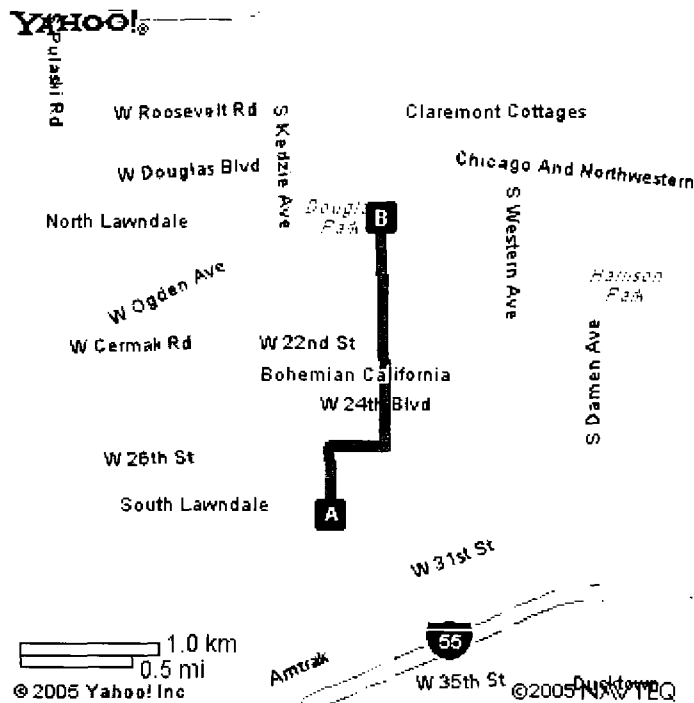 YAHOO!®
S Pulaski Rd
W Roosevelt Rd
S Kedzie Ave
Claremont Cottages
W Douglas Blvd
Chicago And Northwestern
North Lawndale
Douglas
Park
B
S Western Ave
W Ogden Ave
Harrison
Park
W Cermak Rd
W 22nd St
S Damen Ave
Bohemian California
W 24th Blvd
W 26th St
South Lawndale
A
W 31st St
1.0 km
0.5 mi
55
Amtrak
W 35th St
Ducktown
© 2005 Yahoo! Inc
©2005 NAVTEQ